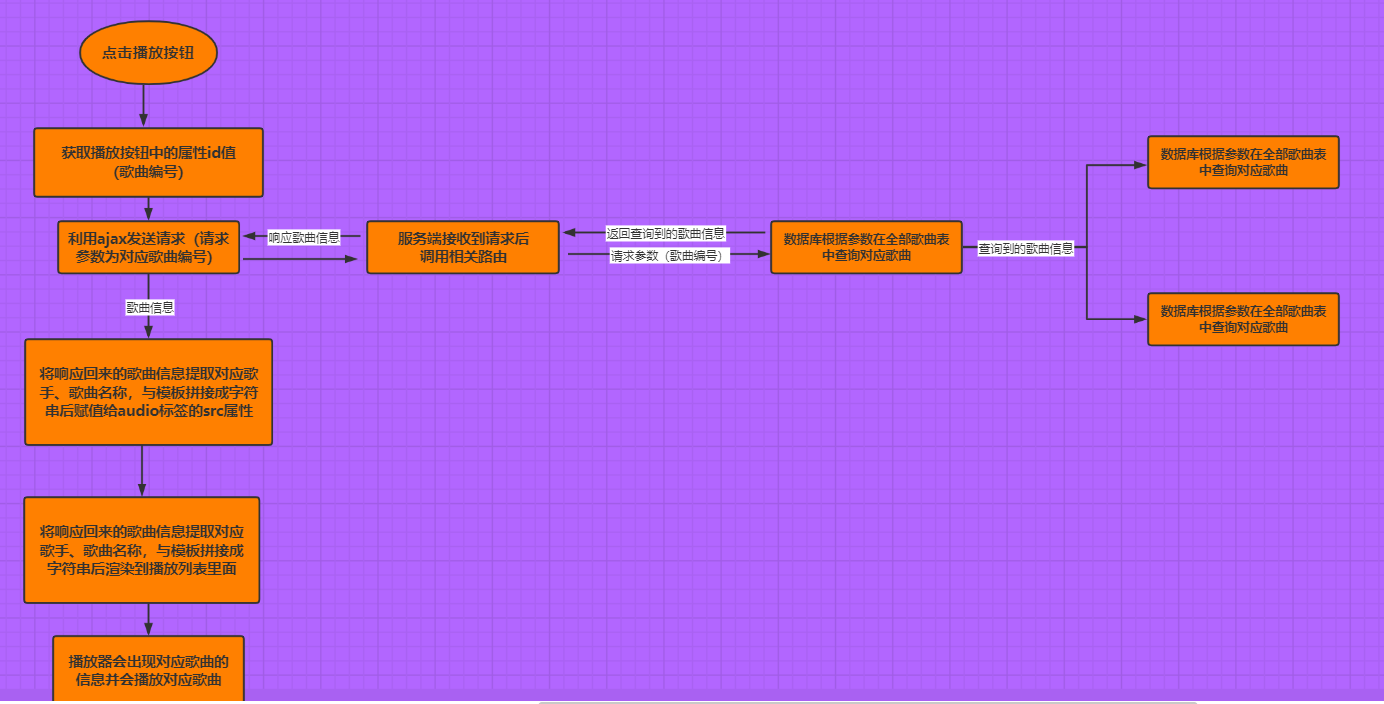 点击播放按钮
获取播放按钮中的属性id值
(歌曲编号)
利用ajax发送请求（请求
参数为对应歌曲编号）
响应歌曲信息
服务端接收到请求后
调用相关路由
返回查询到的歌曲信息
请求参数（歌曲编号）
数据库根据参数在全部歌曲表
中查询对应歌曲
查询到的歌曲信息
数据库根据参数在全部歌曲表
中查询对应歌曲
数据库根据参数在全部歌曲表
中查询对应歌曲
歌曲信息
将响应回来的歌曲信息提取对应歌
手、歌曲名称，与模板拼接成字符
串后赋值给audio标签的src属性
将响应回来的歌曲信息提取对应
歌手、歌曲名称，与模板拼接成
字符串后渲染到播放列表里面
播放器会出现对应歌曲的
信息并会播放对应歌曲